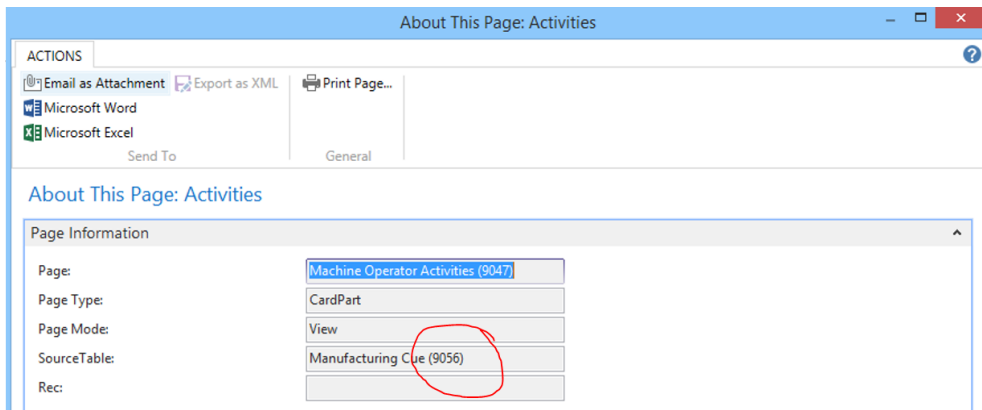 About This Page: Activities
ACTIONS
Email as Attachment Export as XML Print Page...
Microsoft Word
Microsoft Excel
Send To General
About This Page: Activities
Page Information
Page: Machine Operator Activities (9047)
Page Type: CardPart
Page Mode: View
SourceTable: Manufacturing Cue (9056)
Rec: